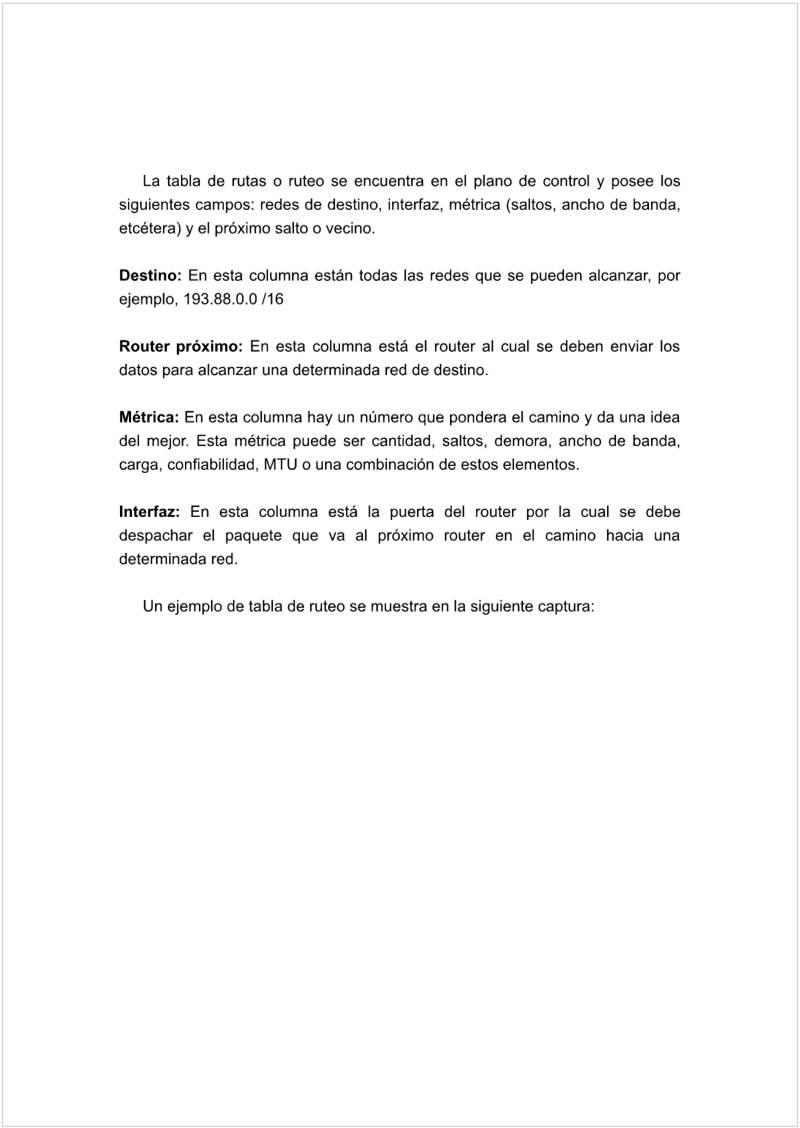 La tabla de rutas o ruteo se encuentra en el plano de control y posee los
siguientes campos: redes de destino, interfaz, métrica (saltos, ancho de banda,
etcétera) y el próximo salto o vecino.
Destino: En esta columna están todas las redes que se pueden alcanzar, por
ejemplo, 193.88.0.0 /16
Router próximo: En esta columna está el router al cual se deben enviar los
datos para alcanzar una determinada red de destino.
Métrica: En esta columna hay un número que pondera el camino y da una idea
del mejor. Esta métrica puede ser cantidad, saltos, demora, ancho de banda,
carga, confiabilidad, MTU o una combinación de estos elementos.
Interfaz: En esta columna está la puerta del router por la cual se debe
despachar el paquete que va al próximo router en el camino hacia una
determinada red.
Un ejemplo de tabla de ruteo se muestra en la siguiente captura: